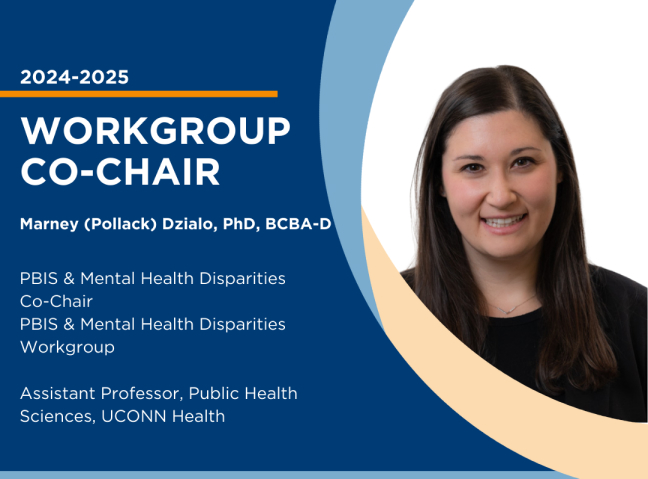 2024-2025
WORKGROUP
CO-CHAIR
Marney (Pollack) Dzialo, PhD, BCBA-D
PBIS & Mental Health Disparities
Co-Chair
PBIS & Mental Health Disparities
Workgroup
Assistant Professor, Public Health
Sciences, UCONN Health